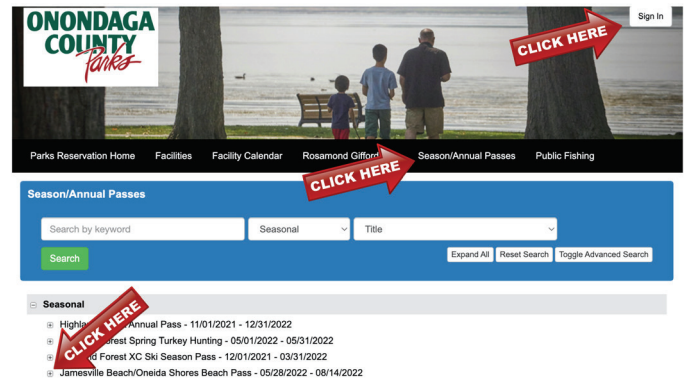 ONONDAGA
COUNTY
Parks
Sign In
CLICK HERE
Parks Reservation Home Facilities Facility Calendar Rosamond Gifford Season/Annual Passes Public Fishing
CLICK HERE
Season/Annual Passes
Search by keyword Seasonal Title
Search Expand All Reset Search Toggle Advanced Search
Seasonal
CLICK HERE
Annual Pass - 11/01/2021 - 12/31/2022
Spring Turkey Hunting - 05/01/2022 - 05/31/2022
Forest XC Ski Season Pass - 12/01/2021 - 03/31/2022
Jamesville Beach/Oneida Shores Beach Pass - 05/28/2022 - 08/14/2022